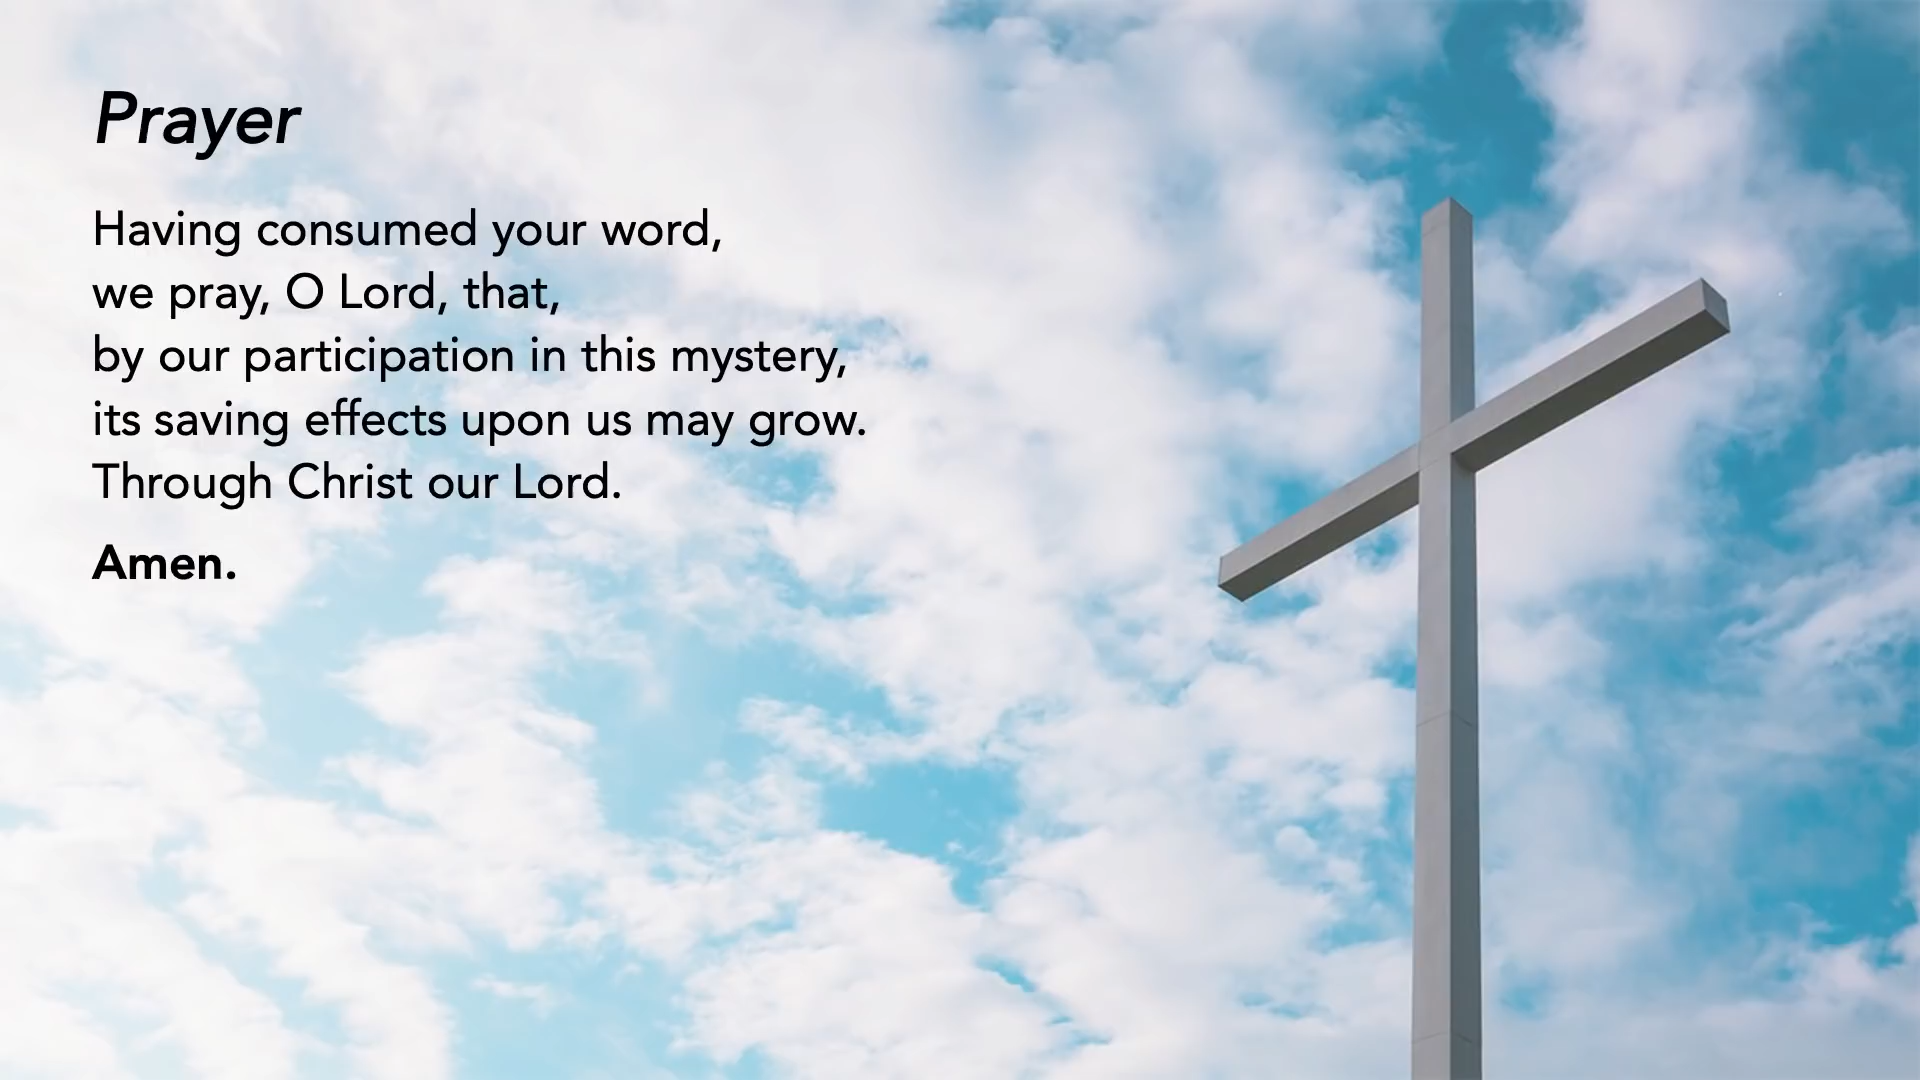 Prayer
Having consumed your word,
we pray, O Lord, that,
by our participation in this mystery,
its saving effects upon us may grow.
Through Christ our Lord.
Amen.